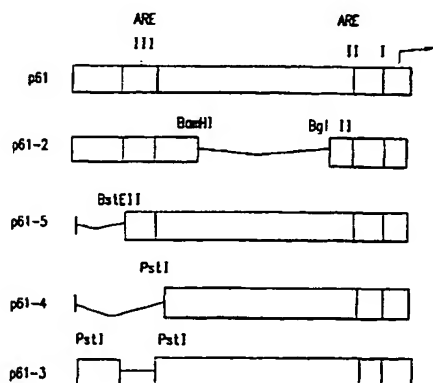 ARE ARE
III II I
p61
p61-2 BamHI Bgl II
p61-5 BstEII
p61-4 PstI
p61-3 PstI PstI